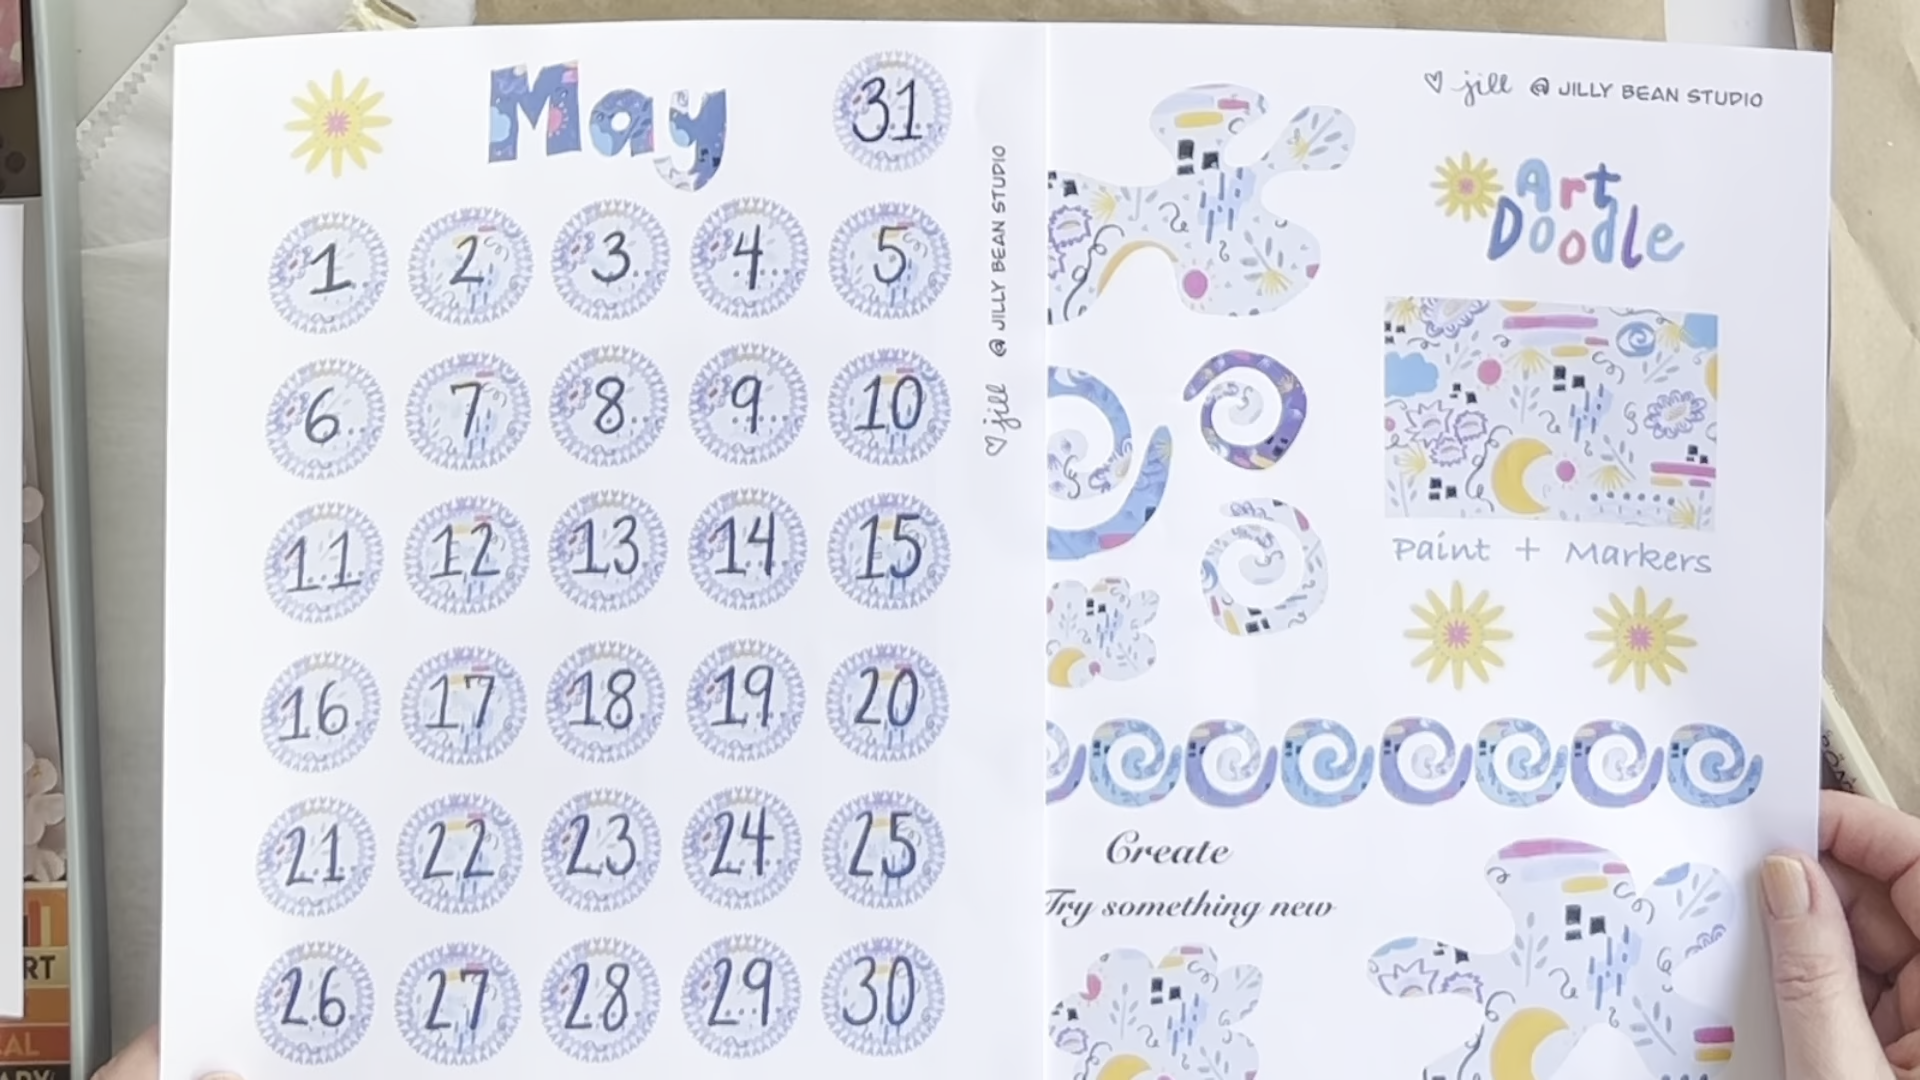 May
31
1 2 3 4 5
6 7 8 9 10
11 12 13 14 15
16 17 18 19 20
21 22 23 24 25
26 27 28 29 30
jill @ JILLY BEAN STUDIO
jill @ JILLY BEAN STUDIO
Art
Doodle
Paint + Markers
Create
Try something new